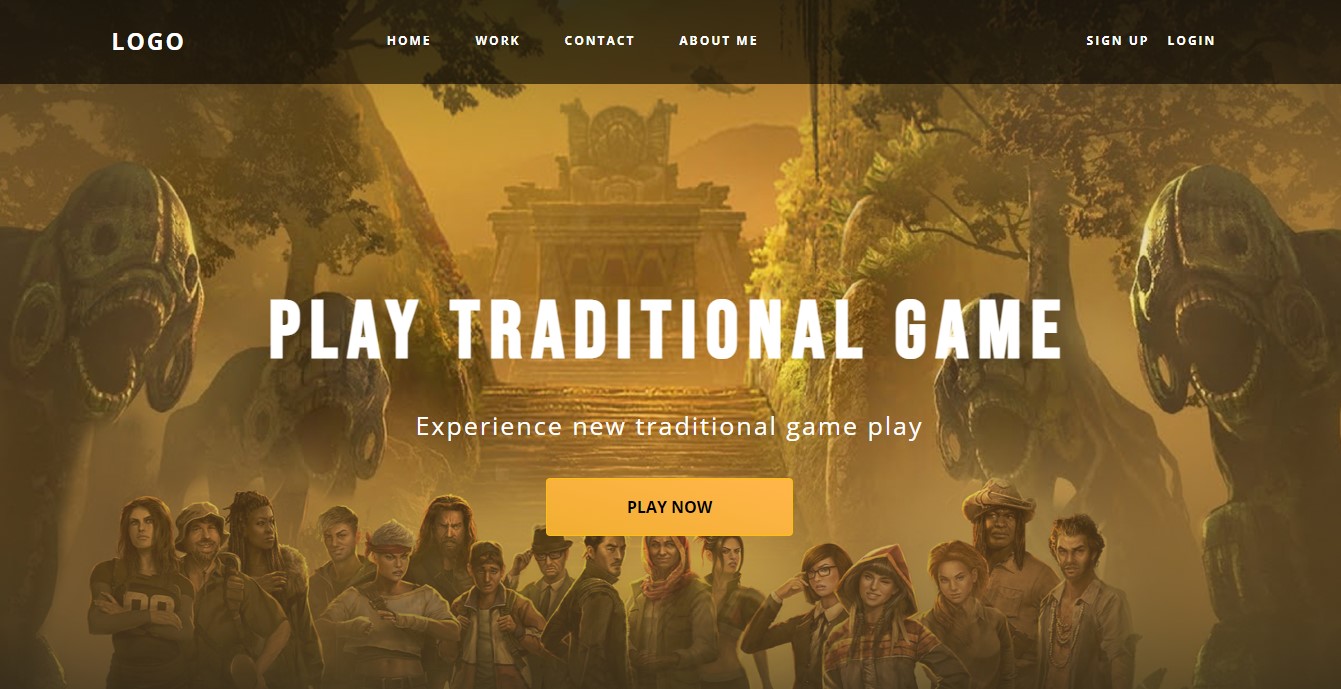 LOGO
HOME WORK CONTACT ABOUT ME
SIGN UP LOGIN
PLAY TRADITIONAL GAME
Experience new traditional game play
PLAY NOW